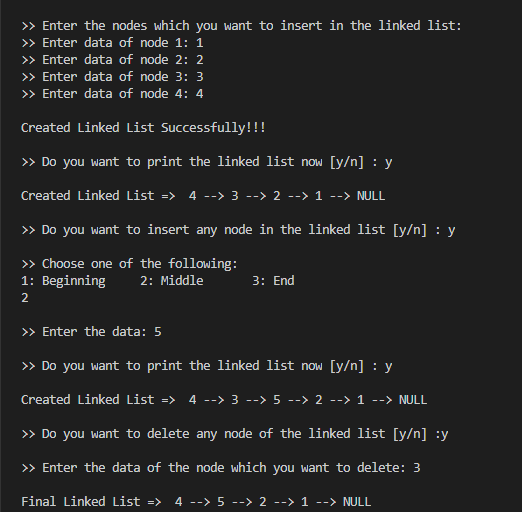 >> Enter the nodes which you want to insert in the linked list:
>> Enter data of node 1: 1
>> Enter data of node 2: 2
>> Enter data of node 3: 3
>> Enter data of node 4: 4
Created Linked List Successfully!!!
>> Do you want to print the linked list now [y/n] : y
Created Linked List =>  4 --> 3 --> 2 --> 1 --> NULL
>> Do you want to insert any node in the linked list [y/n] : y
>> Choose one of the following:
1: Beginning     2: Middle       3: End
2
>> Enter the data: 5
>> Do you want to print the linked list now [y/n] : y
Created Linked List =>  4 --> 3 --> 5 --> 2 --> 1 --> NULL
>> Do you want to delete any node of the linked list [y/n] :y
>> Enter the data of the node which you want to delete: 3
Final Linked List =>  4 --> 5 --> 2 --> 1 --> NULL